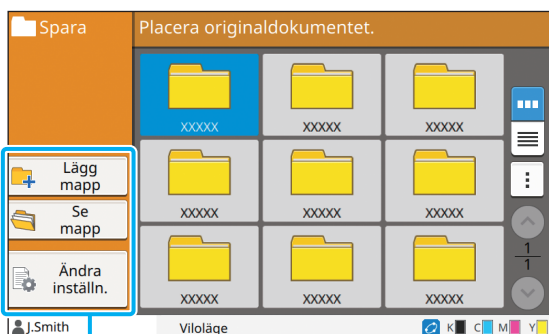 Spara
Placera originaldokumentet.
XXXXX
XXXXX
XXXXX
Lägg
mapp
Se
mapp
XXXXX
XXXXX
XXXXX
Ändra
inställn.
XXXXX
XXXXX
XXXXX
1
1
J.Smith
Viloläge
K C M Y